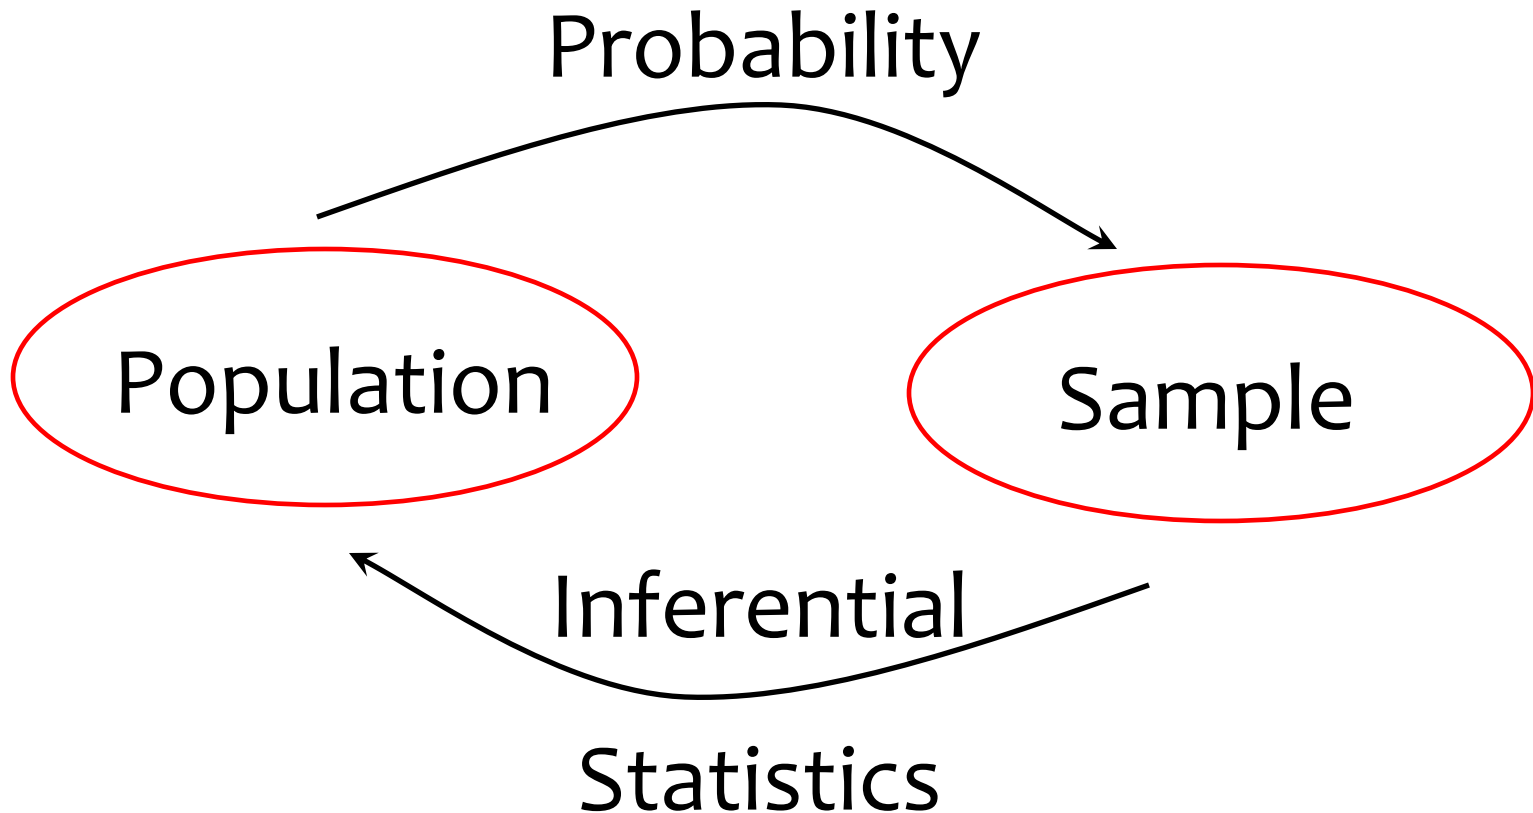 Probability
Population
Sample
Inferential
Statistics